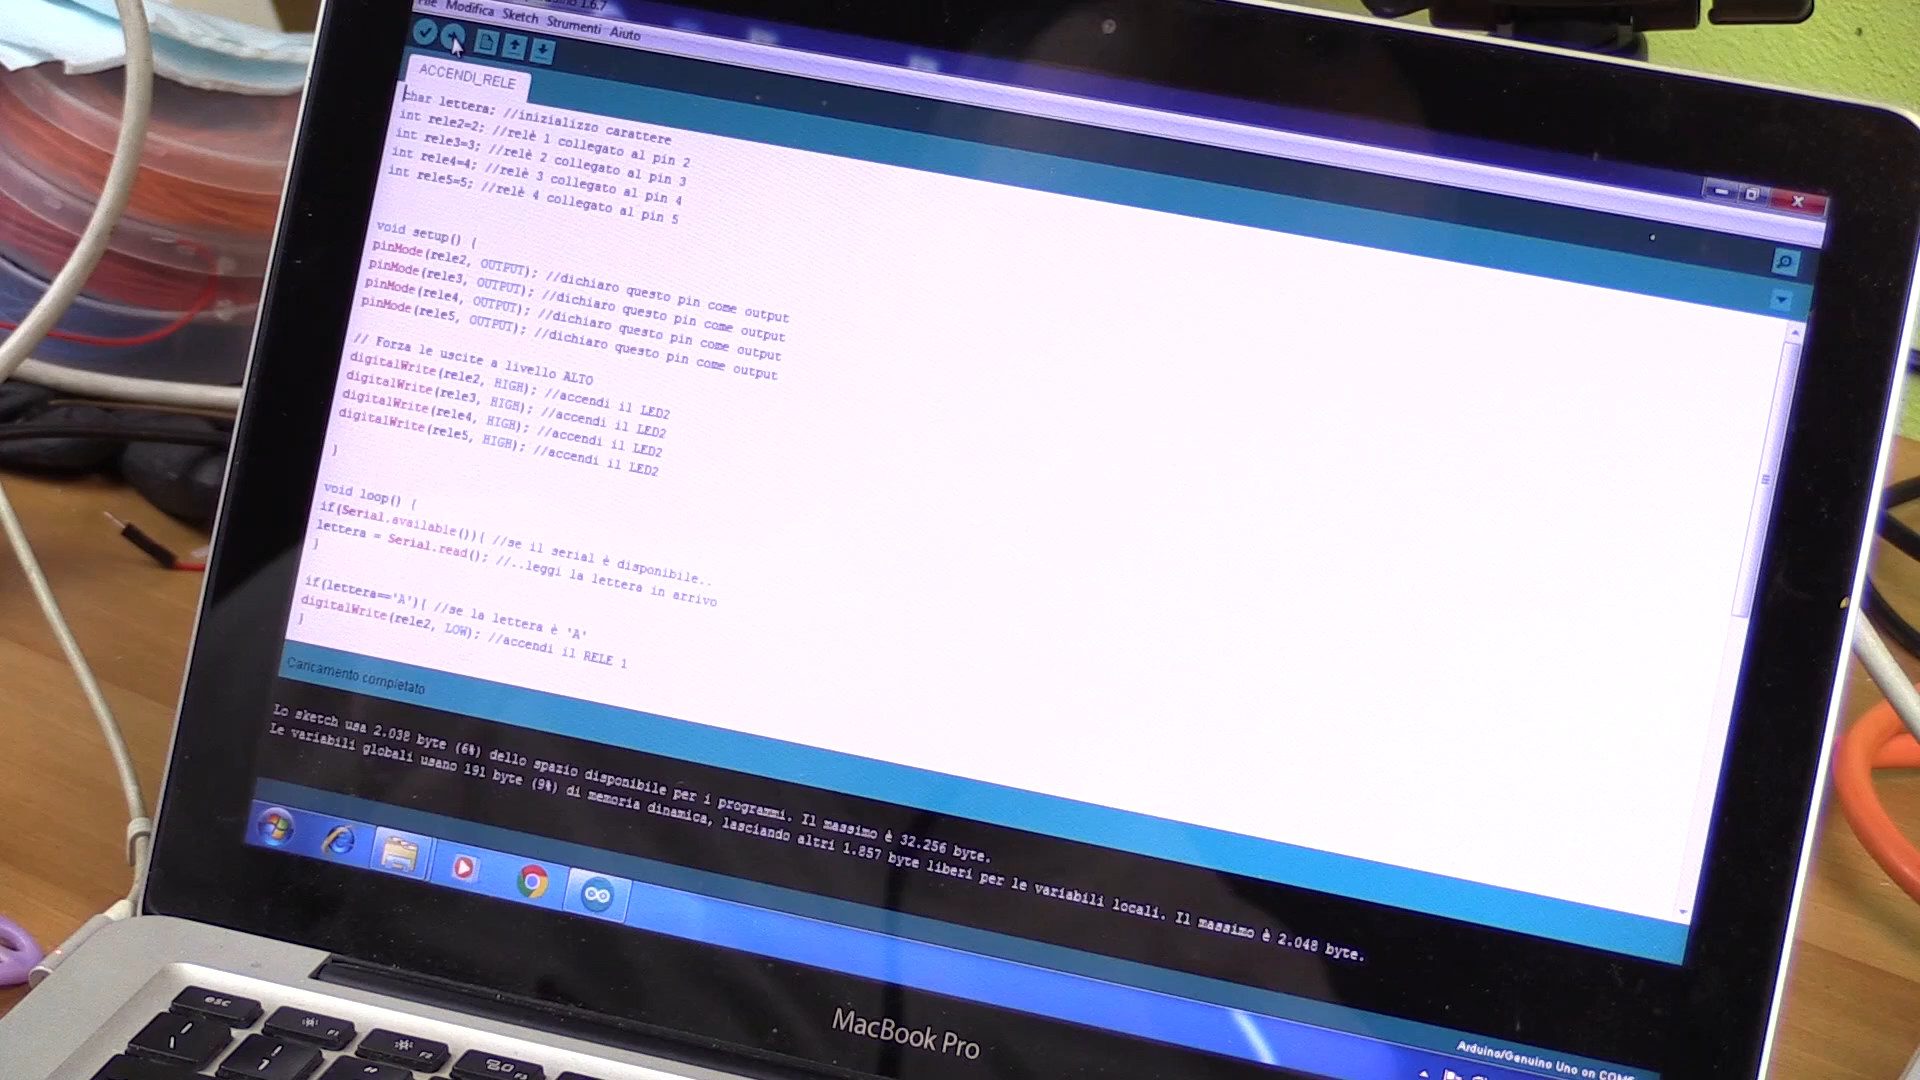 1.6.7
File Modifica Sketch Strumenti Aiuto
ACCENDI_RELE
char lettera; //inizializzo carattere
int rele2=2; //relè 1 collegato al pin 2
int rele3=3; //relè 2 collegato al pin 3
int rele4=4; //relè 3 collegato al pin 4
int rele5=5; //relè 4 collegato al pin 5
void setup() {
pinMode(rele2, OUTPUT); //dichiaro questo pin come output
pinMode(rele3, OUTPUT); //dichiaro questo pin come output
pinMode(rele4, OUTPUT); //dichiaro questo pin come output
pinMode(rele5, OUTPUT); //dichiaro questo pin come output
// Forza le uscite a livello ALTO
digitalWrite(rele2, HIGH); //accendi il LED2
digitalWrite(rele3, HIGH); //accendi il LED2
digitalWrite(rele4, HIGH); //accendi il LED2
digitalWrite(rele5, HIGH); //accendi il LED2
}
void loop() {
if(Serial.available()){ //se il serial è disponibile..
lettera = Serial.read(); //..leggi la lettera in arrivo
}
if(lettera=='A'){ //se la lettera è 'A'
digitalWrite(rele2, LOW); //accendi il RELE 1
}
Caricamento completato
Lo sketch usa 2.038 byte (6%) dello spazio disponibile per i programmi. Il massimo è 32.256 byte.
Le variabili globali usano 191 byte (9%) di memoria dinamica, lasciando altri 1.857 byte liberi per le variabili locali. Il massimo è 2.048 byte.
Arduino/Genuino Uno on
MacBook Pro
esc
F1
F2
F3